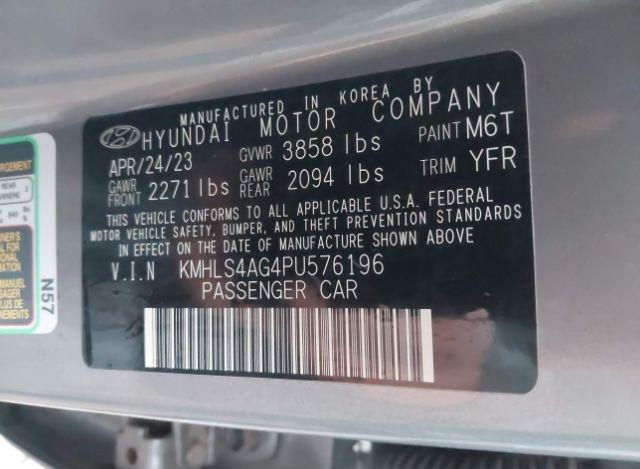 MANUFACTURED IN KOREA BY
HYUNDAI MOTOR COMPANY
APR/24/23 GVWR 3858 lbs PAINT M6T
GAWR FRONT 2271 lbs GAWR REAR 2094 lbs TRIM YFR
THIS VEHICLE CONFORMS TO ALL APPLICABLE U.S.A. FEDERAL
MOTOR VEHICLE SAFETY, BUMPER, AND THEFT PREVENTION STANDARDS
IN EFFECT ON THE DATE OF MANUFACTURE SHOWN ABOVE
V.I.N KMHLS4AG4PU576196
PASSENGER CAR
REAR 3
N57